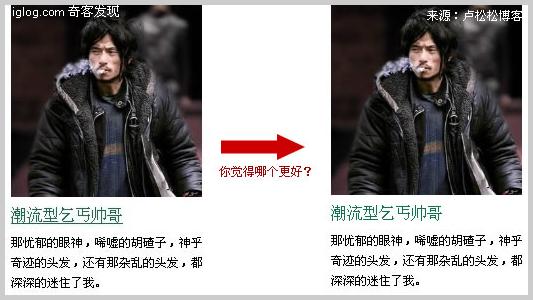 iglog.com 奇客发现
来源：卢松松博客
你觉得哪个更好？
潮流型乞丐帅哥
那忧郁的眼神，唏嘘的胡碴子，神乎
奇迹的头发，还有那杂乱的头发，都
深深的迷住了我。
潮流型乞丐帅哥
那忧郁的眼神，唏嘘的胡碴子，神乎
奇迹的头发，还有那杂乱的头发，都
深深的迷住了我。